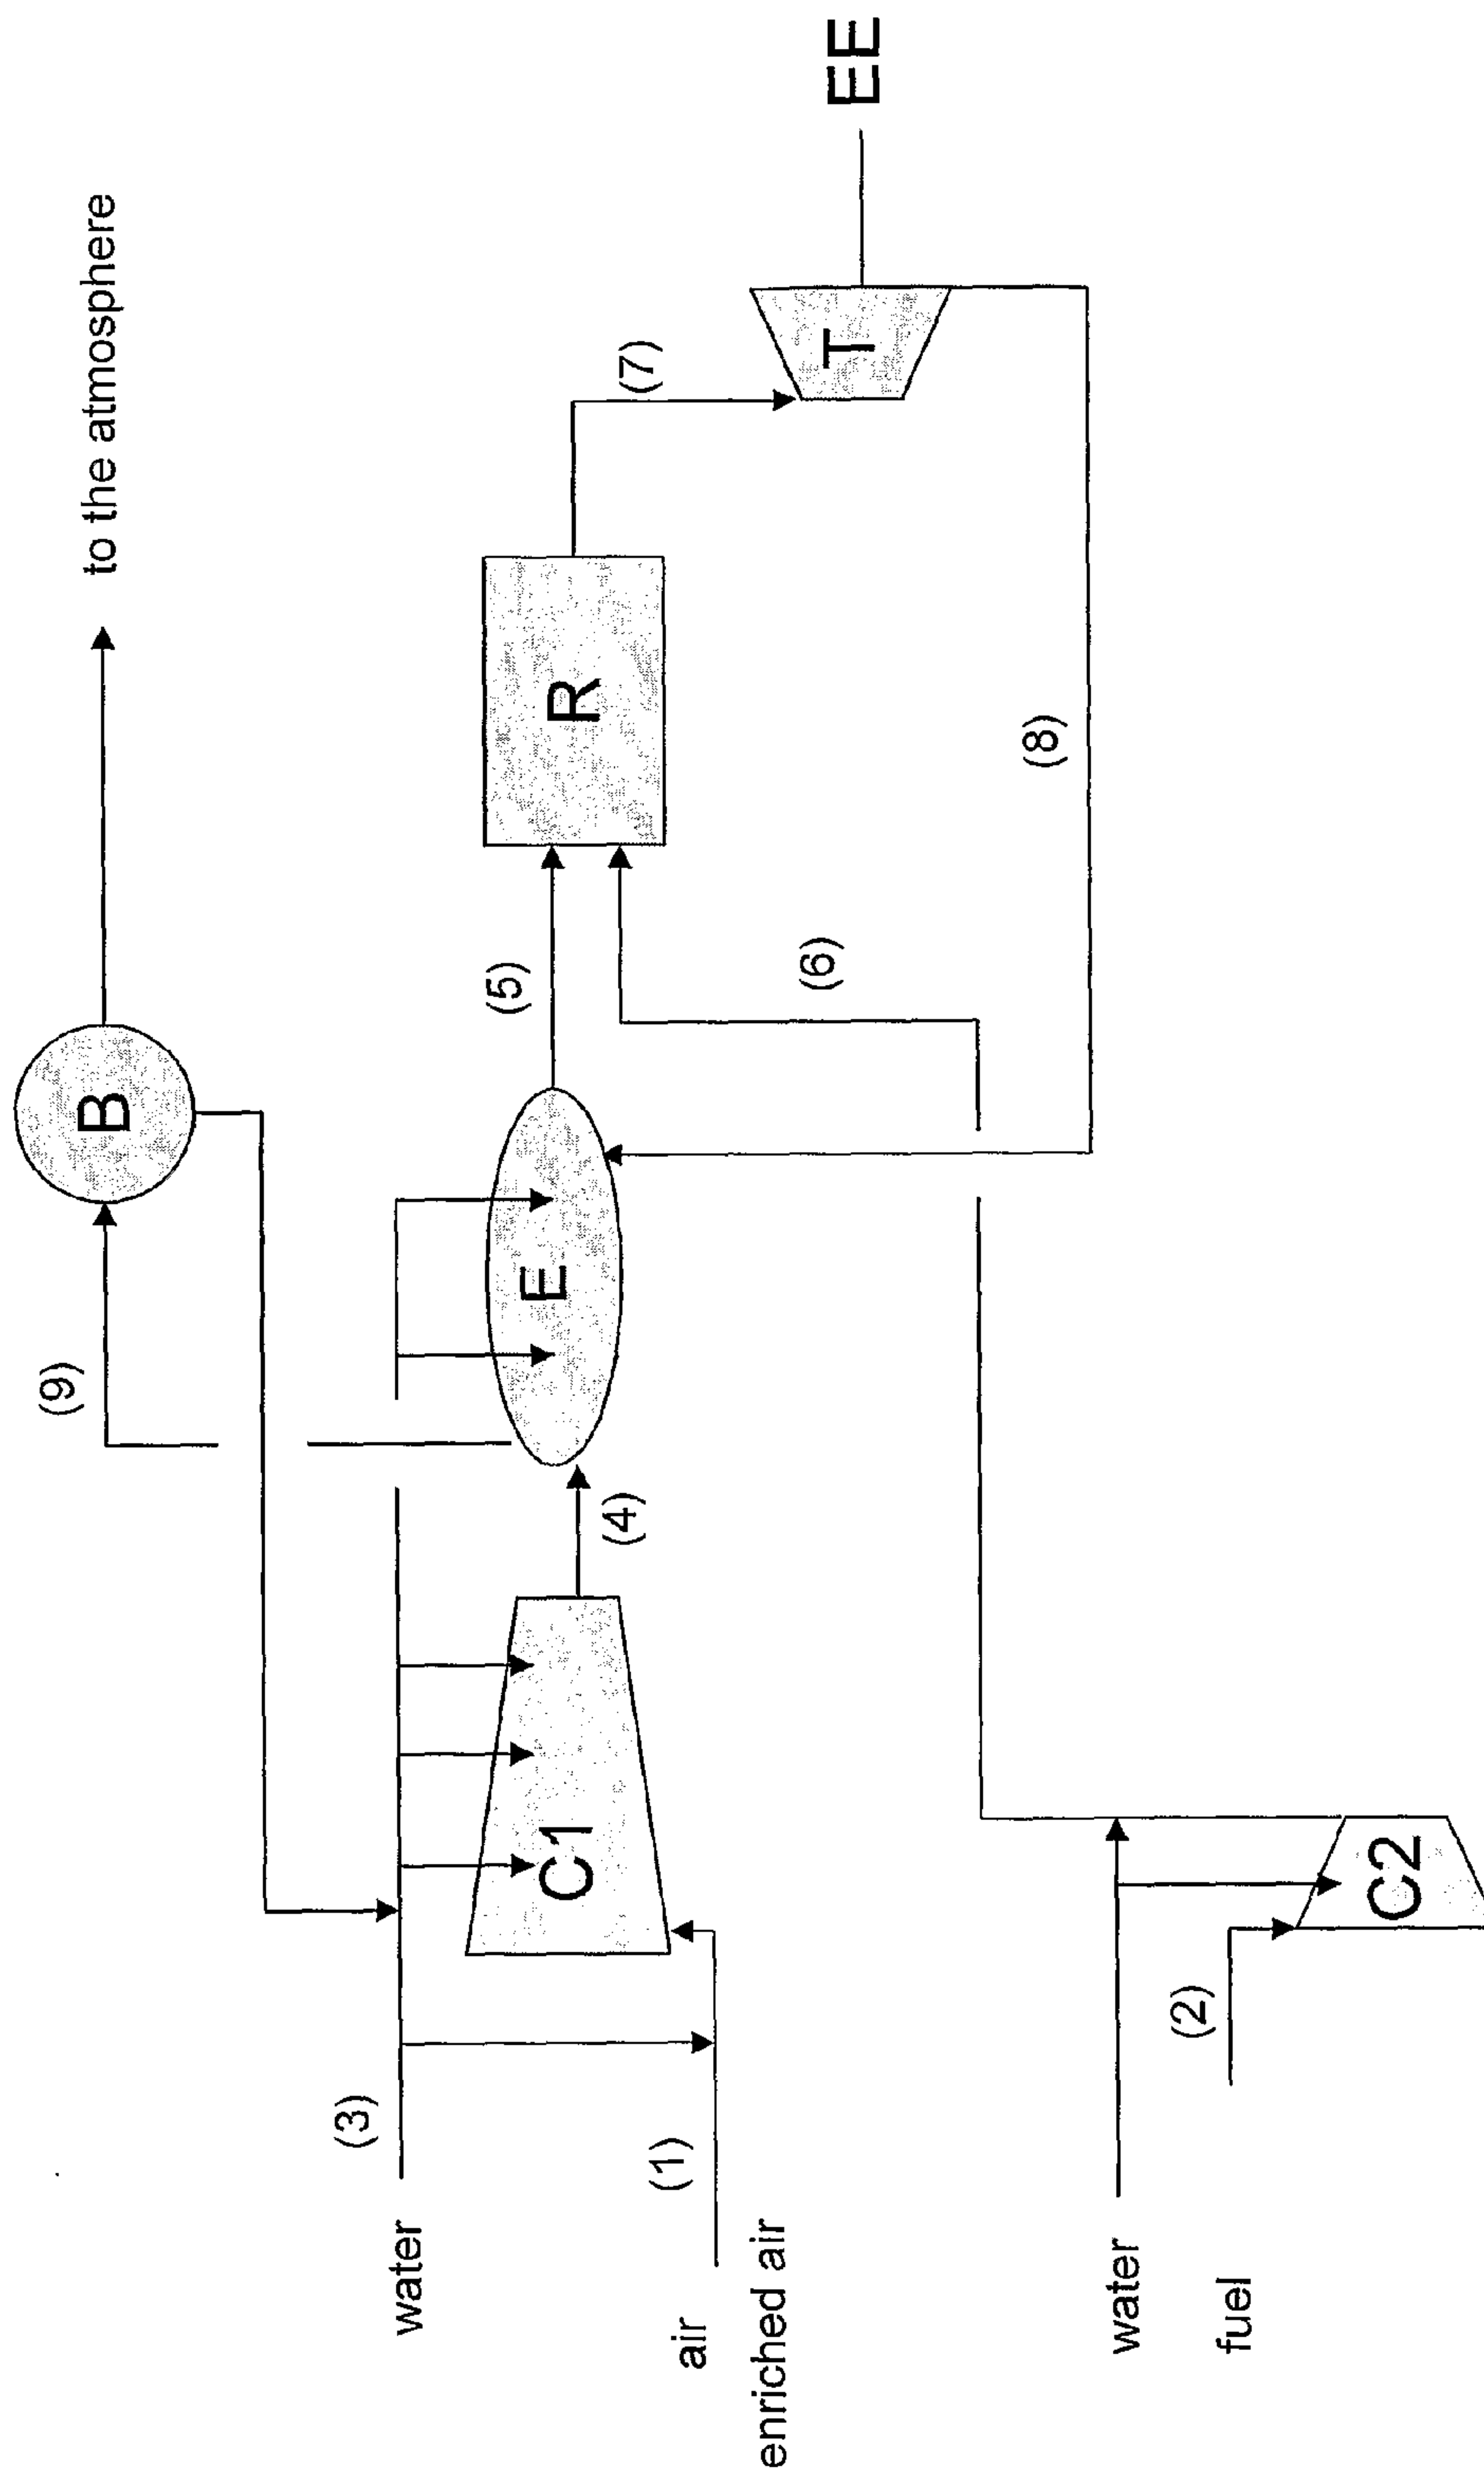 to the atmosphere
B
(9)
water
(3)
C1
(4)
E
(5)
R
(7)
T
EE
(1)
air
enriched air
(6)
(8)
water
fuel
(2)
C2